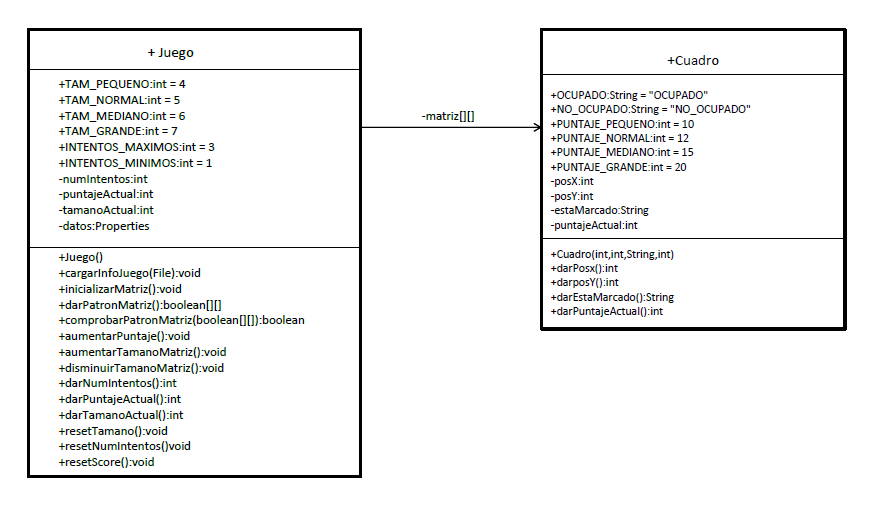 + Juego
+TAM_PEQUENO:int = 4
+TAM_NORMAL:int = 5
+TAM_MEDIANO:int = 6
+TAM_GRANDE:int = 7
+INTENTOS_MAXIMOS:int = 3
+INTENTOS_MINIMOS:int = 1
-numIntentos:int
-puntajeActual:int
-tamanoActual:int
-datos:Properties
+Juego()
+cargarInfoJuego(File):void
+inicializarMatriz():void
+darPatronMatriz():boolean[][]
+comprobarPatronMatriz(boolean[][]):boolean
+aumentarPuntaje():void
+aumentarTamanoMatriz():void
+disminuirTamanoMatriz():void
+darNumIntentos():int
+darPuntajeActual():int
+darTamanoActual():int
+resetTamano():void
+resetNumIntentos()void
+resetScore():void
-matriz[][]
+Cuadro
+OCUPADO:String = "OCUPADO"
+NO_OCUPADO:String = "NO_OCUPADO"
+PUNTAJE_PEQUENO:int = 10
+PUNTAJE_NORMAL:int = 12
+PUNTAJE_MEDIANO:int = 15
+PUNTAJE_GRANDE:int = 20
-posX:int
-posY:int
-estaMarcado:String
-puntajeActual:int
+Cuadro(int,int,String,int)
+darPosx():int
+darposY():int
+darEstaMarcado():String
+darPuntajeActual():int